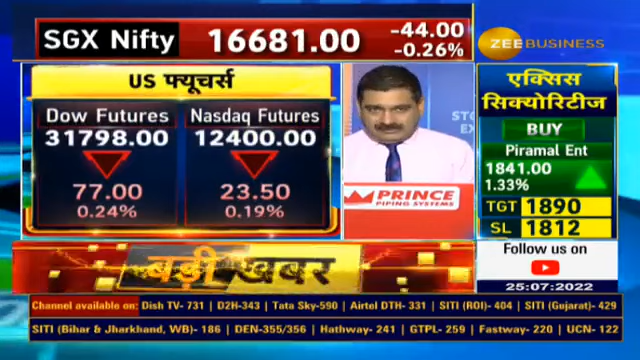 SGX Nifty 16681.00 -44.00
-0.26%
ZEE BUSINESS
US फ्यूचर्स
Dow Futures
31798.00
77.00
0.24%
Nasdaq Futures
12400.00
23.50
0.19%
PRINCE
PIPING SYSTEMS
एक्सिस
सिक्योरिटीज
BUY
Piramal Ent
1841.00
1.33%
TGT 1890
SL 1812
बड़ी खबर
Follow us on
25:07:2022
Channel available on: Dish TV- 731 | D2H-343 | Tata Sky-590 | Airtel DTH- 331 | SITI (ROI)- 404 | SITI (Gujarat)- 429
SITI (Bihar & Jharkhand, WB)- 186 | DEN-355/356 | Hathway- 241 | GTPL- 259 | Fastway- 220 | UCN- 122